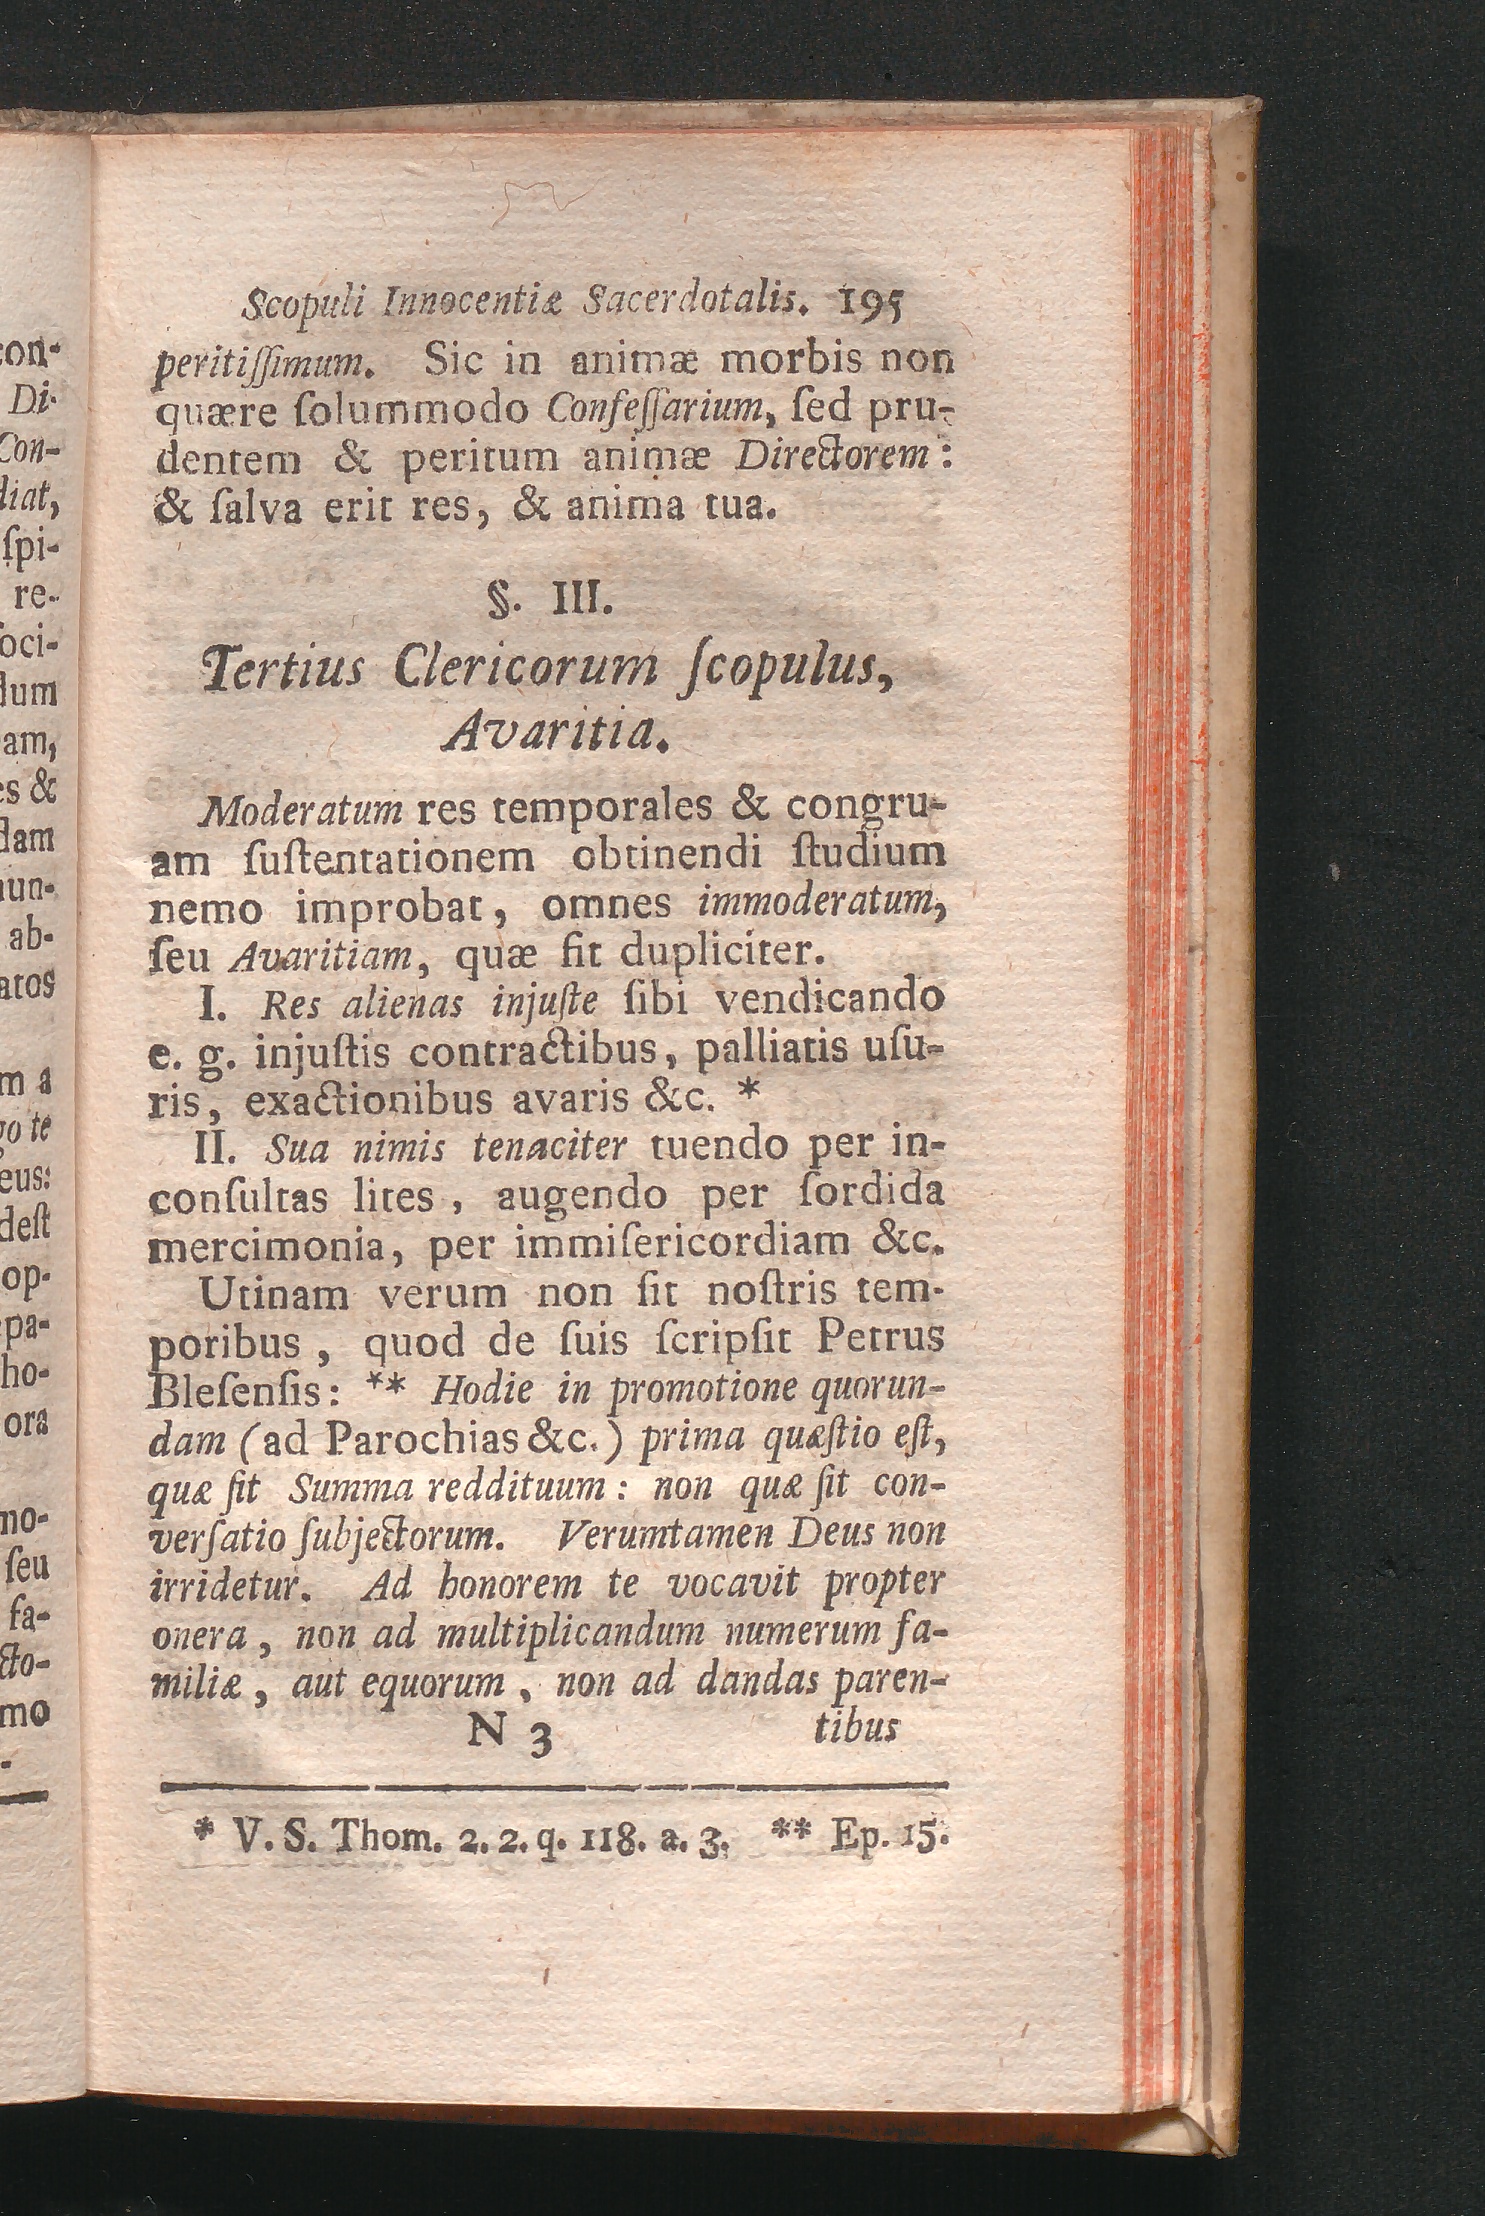 Scopuli Innocentiæ Sacerdotalis. 195
peritiſſimum. Sic in animæ morbis non
quære ſolummodo Confeſſarium, ſed pru-
dentem & peritum animæ Directorem:
& ſalva erit res, & anima tua.
§. III.
Tertius Clericorum ſcopulus,
Avaritia.
Moderatum res temporales & congru-
am ſuſtentationem obtinendi ſtudium
nemo improbat, omnes immoderatum,
ſeu Avaritiam, quæ fit dupliciter.
I. Res alienas injuſte ſibi vendicando
e. g. injuſtis contractibus, palliatis uſu-
ris, exactionibus avaris &c. *
II. Sua nimis tenaciter tuendo per in-
conſultas lites, augendo per ſordida
mercimonia, per immiſericordiam &c.
Utinam verum non ſit noſtris tem-
poribus, quod de ſuis ſcripſit Petrus
Bleſenſis: ** Hodie in promotione quorun-
dam (ad Parochias &c.) prima quæſtio eſt,
quæ ſit Summa reddituum: non quæ ſit con-
verſatio ſubjectorum. Verumtamen Deus non
irridetur. Ad honorem te vocavit propter
onera, non ad multiplicandum numerum fa-
miliæ, aut equorum, non ad dandas paren-
N 3 tibus
* V. S. Thom. 2. 2. q. 118. a. 3. ** Ep. 15.